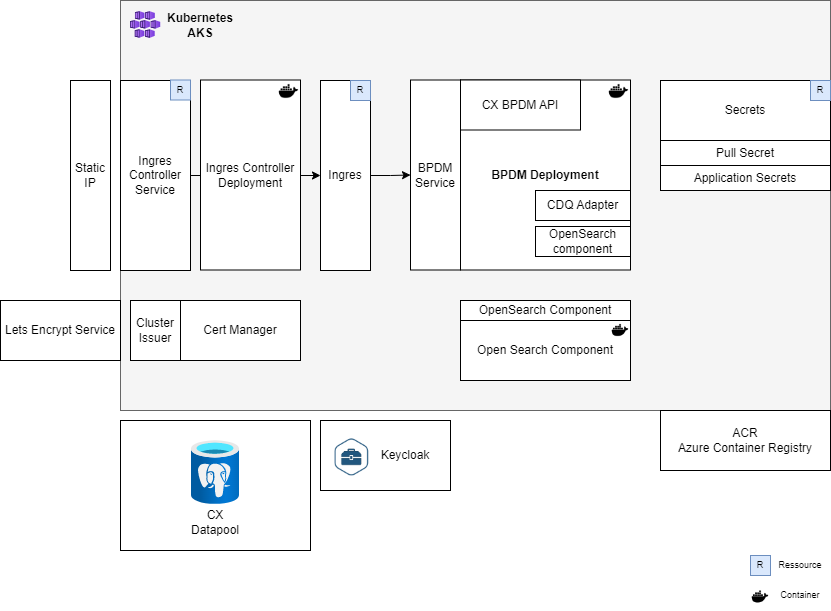 Kubernetes
AKS
Static
IP
Ingres
Controller
Service
R
Ingres Controller
Deployment
Ingres
R
BPDM
Service
CX BPDM API
BPDM Deployment
CDQ Adapter
OpenSearch
component
Secrets
R
Pull Secret
Application Secrets
Lets Encrypt Service
Cluster
Issuer
Cert Manager
OpenSearch Component
Open Search Component
CX
Datapool
Keycloak
ACR
Azure Container Registry
R
Ressource
Container